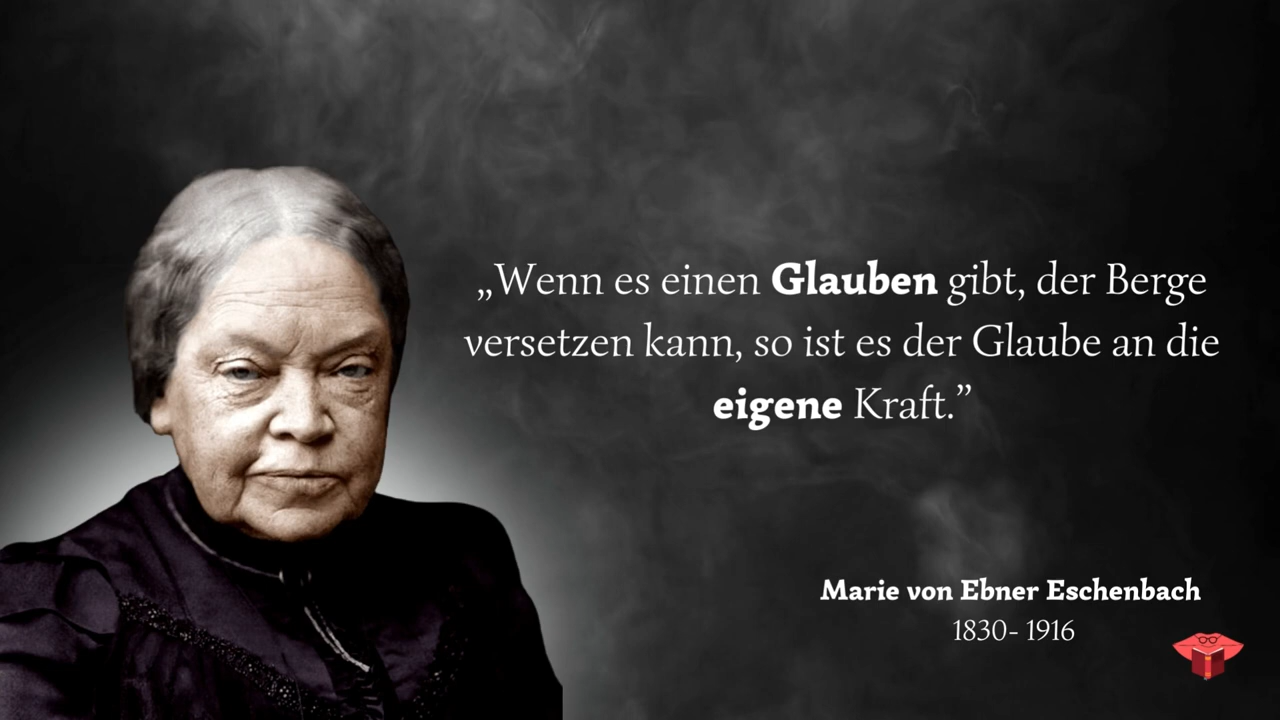 „Wenn es einen Glauben gibt, der Berge
versetzen kann, so ist es der Glaube an die
eigene Kraft.”
Marie von Ebner Eschenbach
1830- 1916